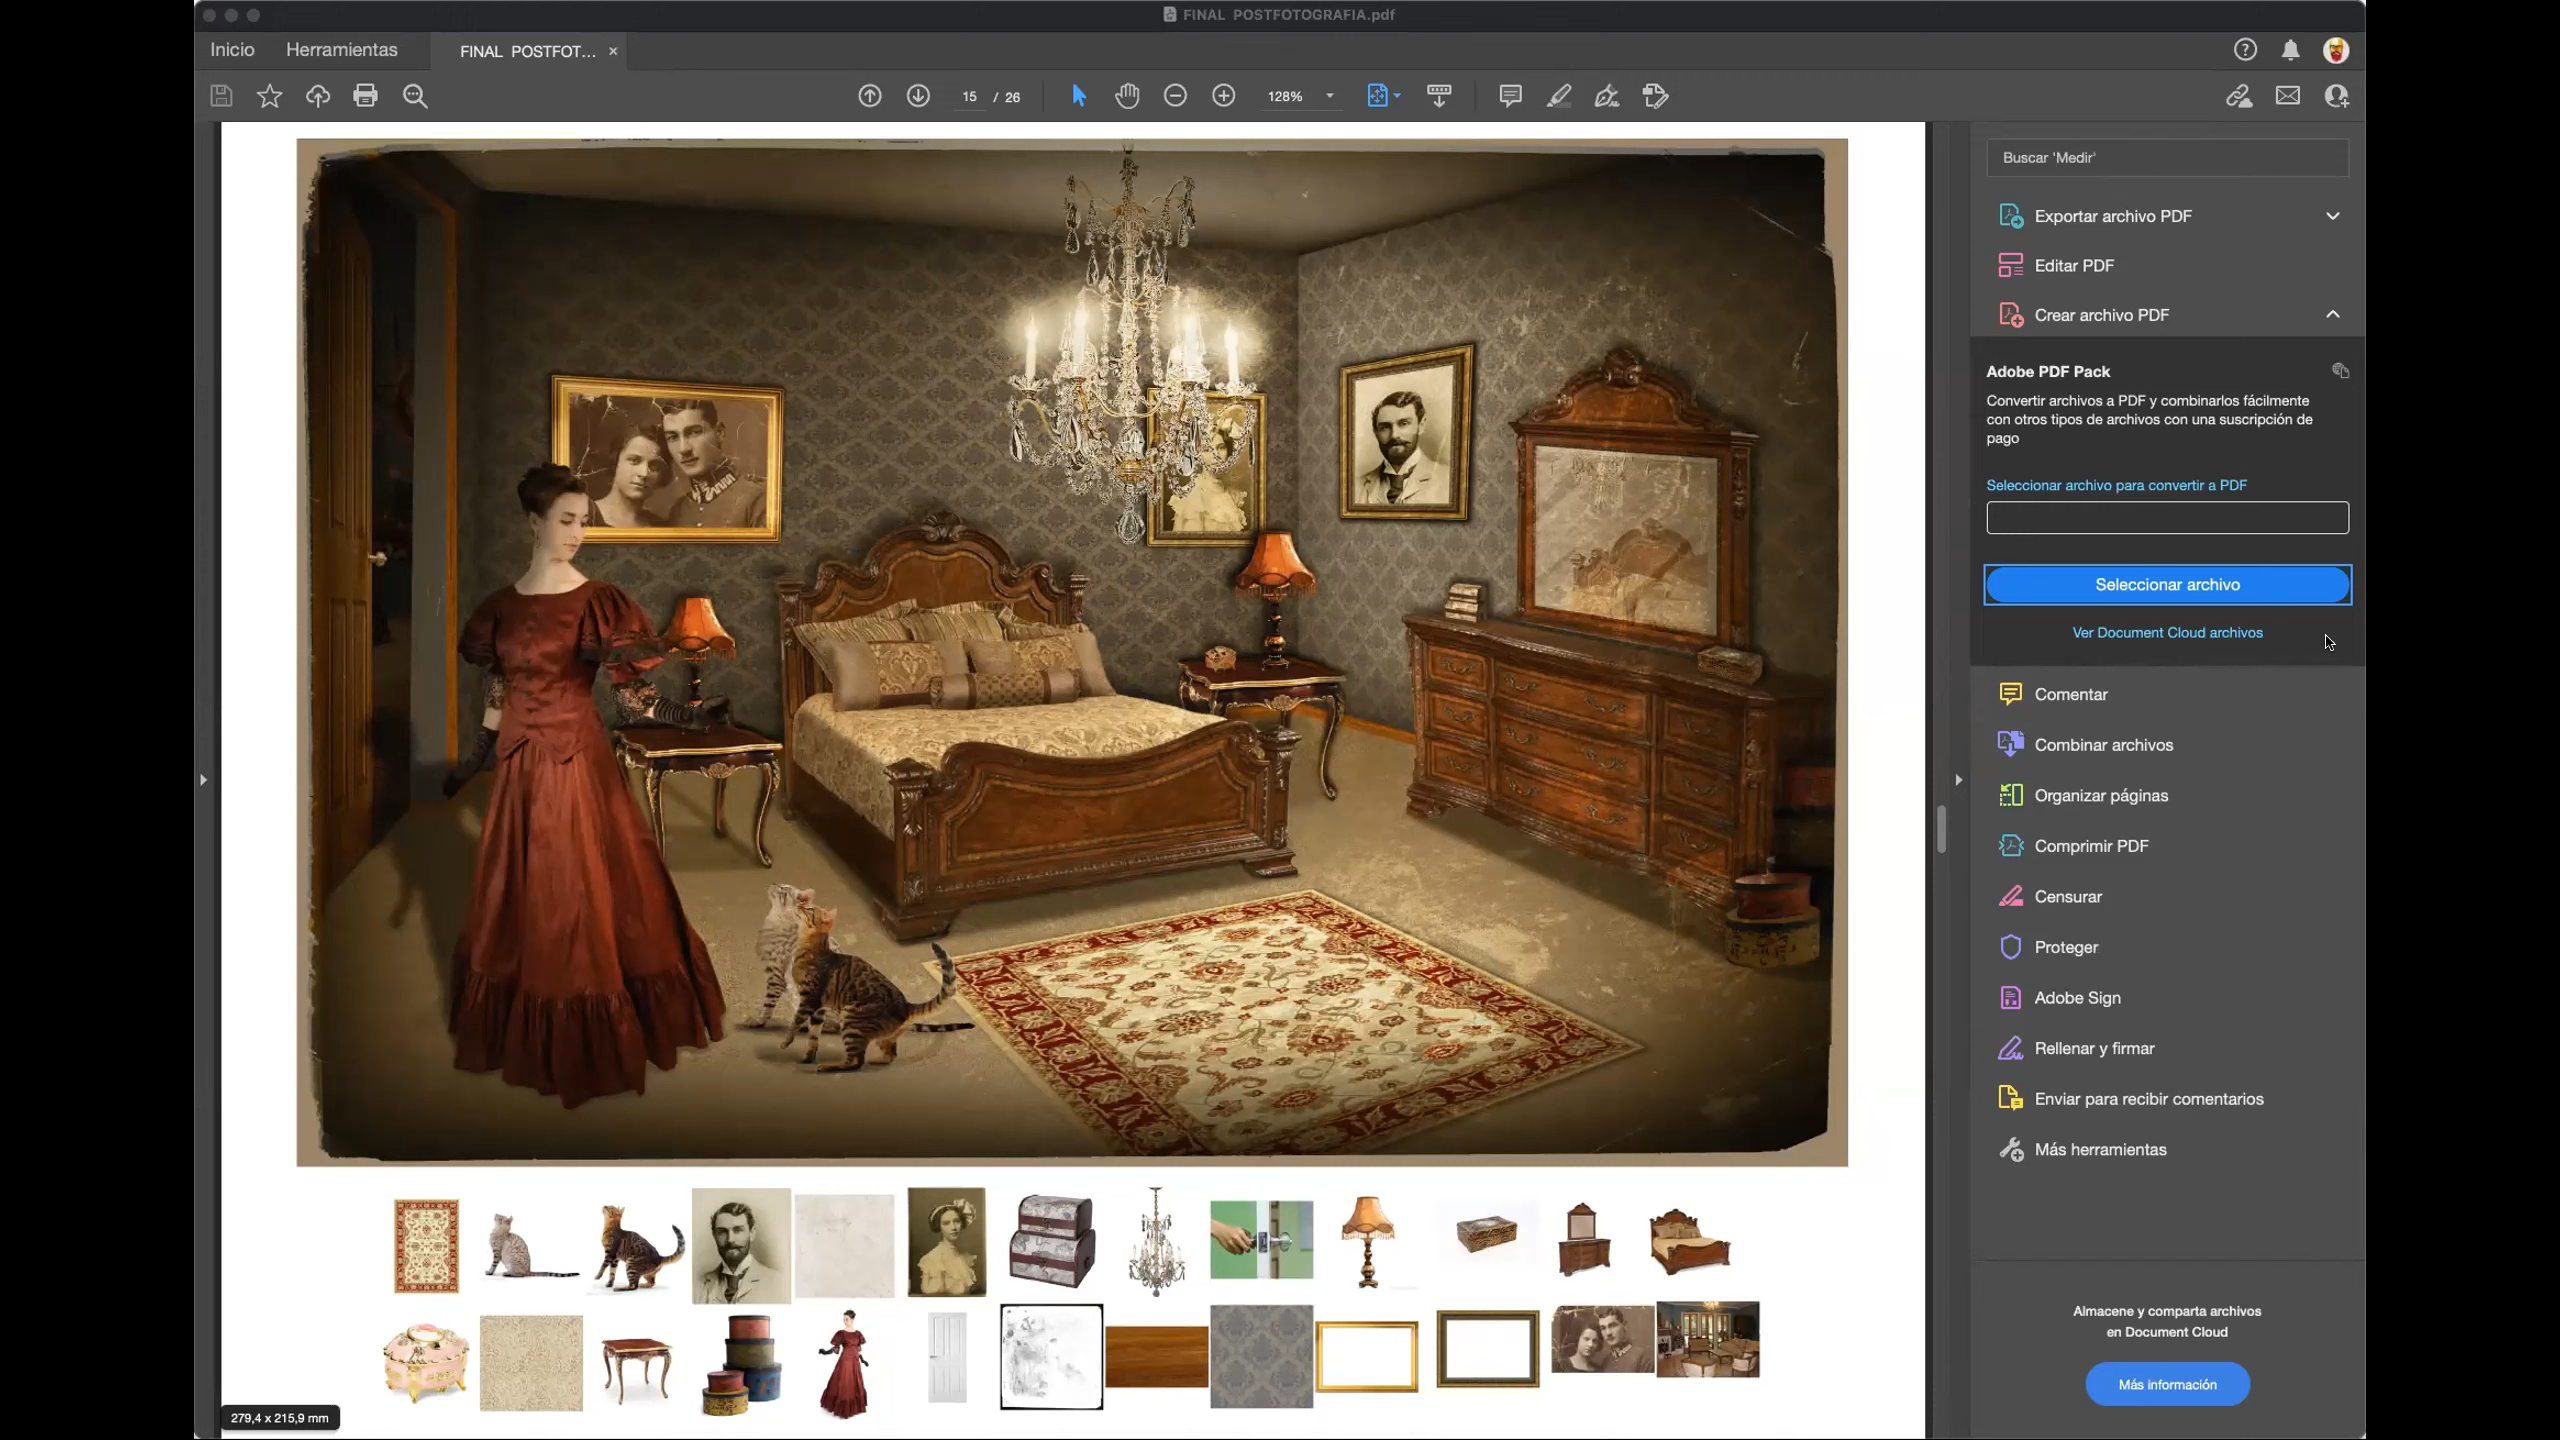 FINAL POSTFOTOGRAFIA.pdf
Inicio
Herramientas
FINAL POSTFOT...
15 / 26
128%
Buscar 'Medir'
Exportar archivo PDF
Editar PDF
Crear archivo PDF
Adobe PDF Pack
Convertir archivos a PDF y combinarlos fácilmente
con otros tipos de archivos con una suscripción de
pago
Seleccionar archivo para convertir a PDF
Seleccionar archivo
Ver Document Cloud archivos
Comentar
Combinar archivos
Organizar páginas
Comprimir PDF
Censurar
Proteger
Adobe Sign
Rellenar y firmar
Enviar para recibir comentarios
Más herramientas
Almacene y comparta archivos
en Document Cloud
Más información
279,4 x 215,9 mm